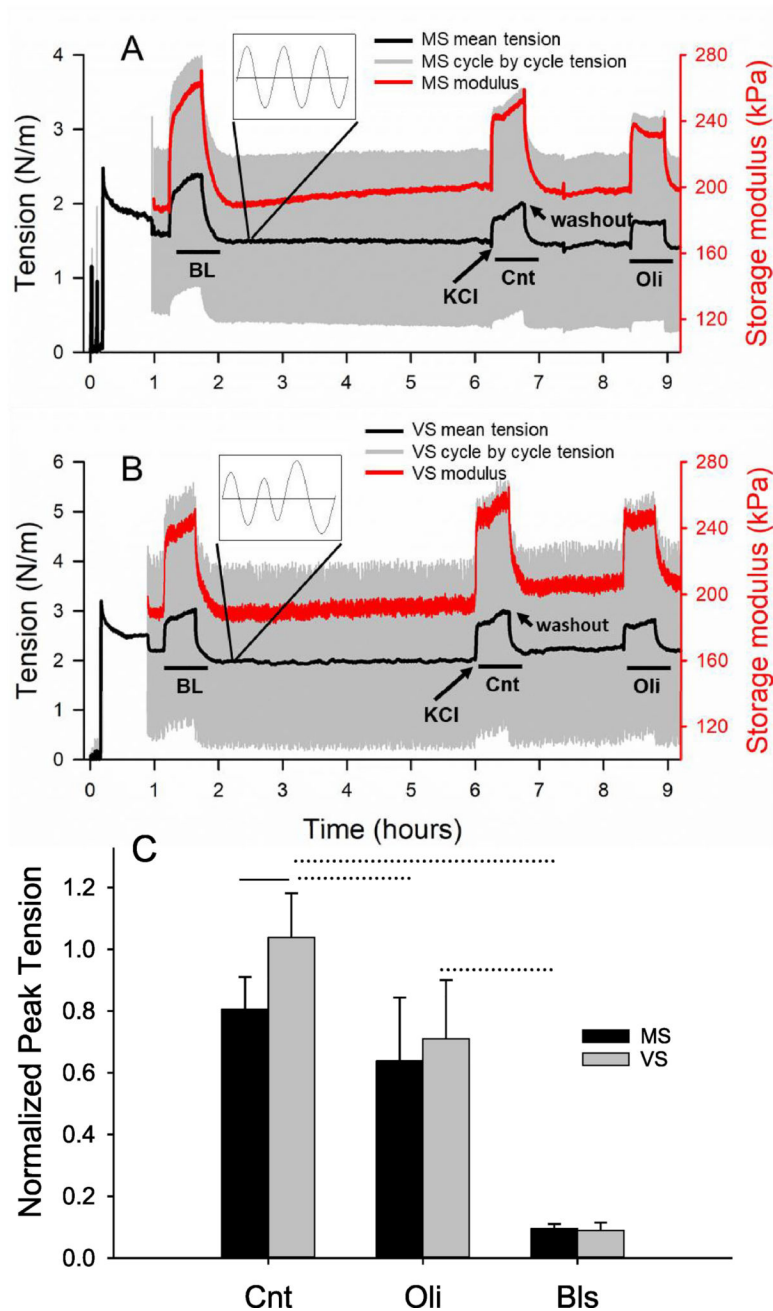 A
MS mean tension
MS cycle by cycle tension
MS modulus
Tension (N/m)
4
3
2
1
0
280
240
200
160
120
Storage modulus (kPa)
BL
KCl
washout
Cnt
Oli
0 1 2 3 4 5 6 7 8 9
B
VS mean tension
VS cycle by cycle tension
VS modulus
Tension (N/m)
6
5
4
3
2
1
0
280
240
200
160
120
Storage modulus (kPa)
BL
KCl
washout
Cnt
Oli
0 1 2 3 4 5 6 7 8 9
Time (hours)
C
Normalized Peak Tension
1.2
1.0
0.8
0.6
0.4
0.2
0.0
MS
VS
Cnt Oli Bls